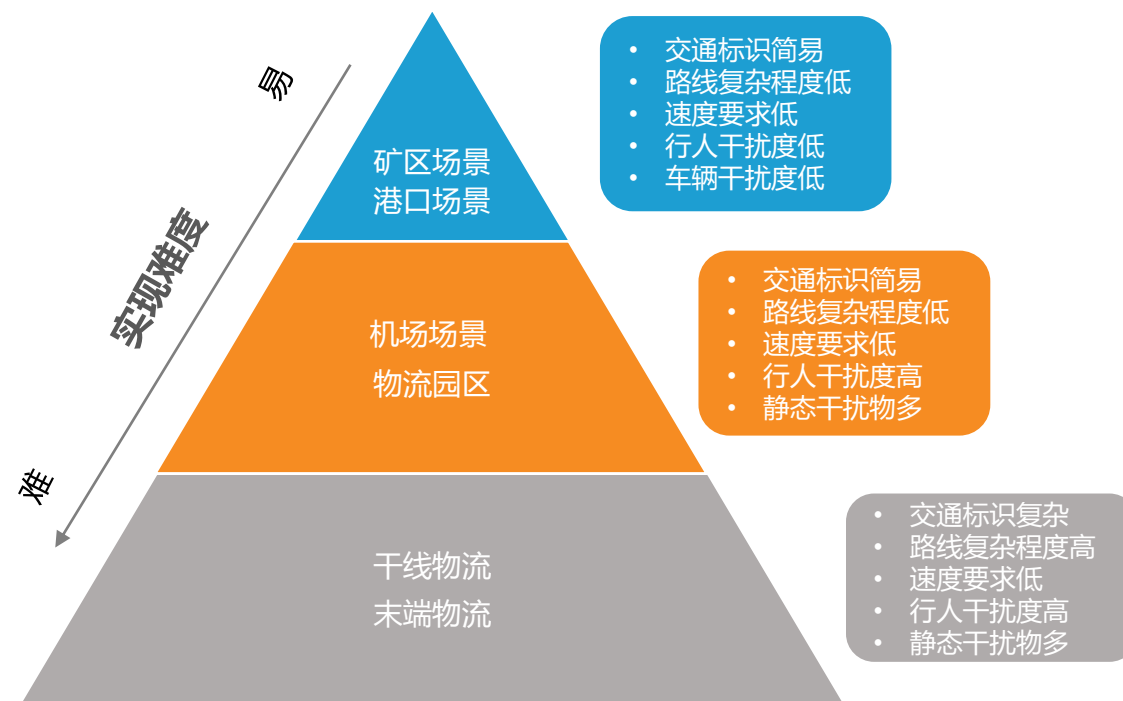 易
实现难度
难
矿区场景
港口场景
• 交通标识简易
• 路线复杂程度低
• 速度要求低
• 行人干扰度低
• 车辆干扰度低
机场场景
物流园区
• 交通标识简易
• 路线复杂程度低
• 速度要求低
• 行人干扰度高
• 静态干扰物多
干线物流
末端物流
• 交通标识复杂
• 路线复杂程度高
• 速度要求低
• 行人干扰度高
• 静态干扰物多